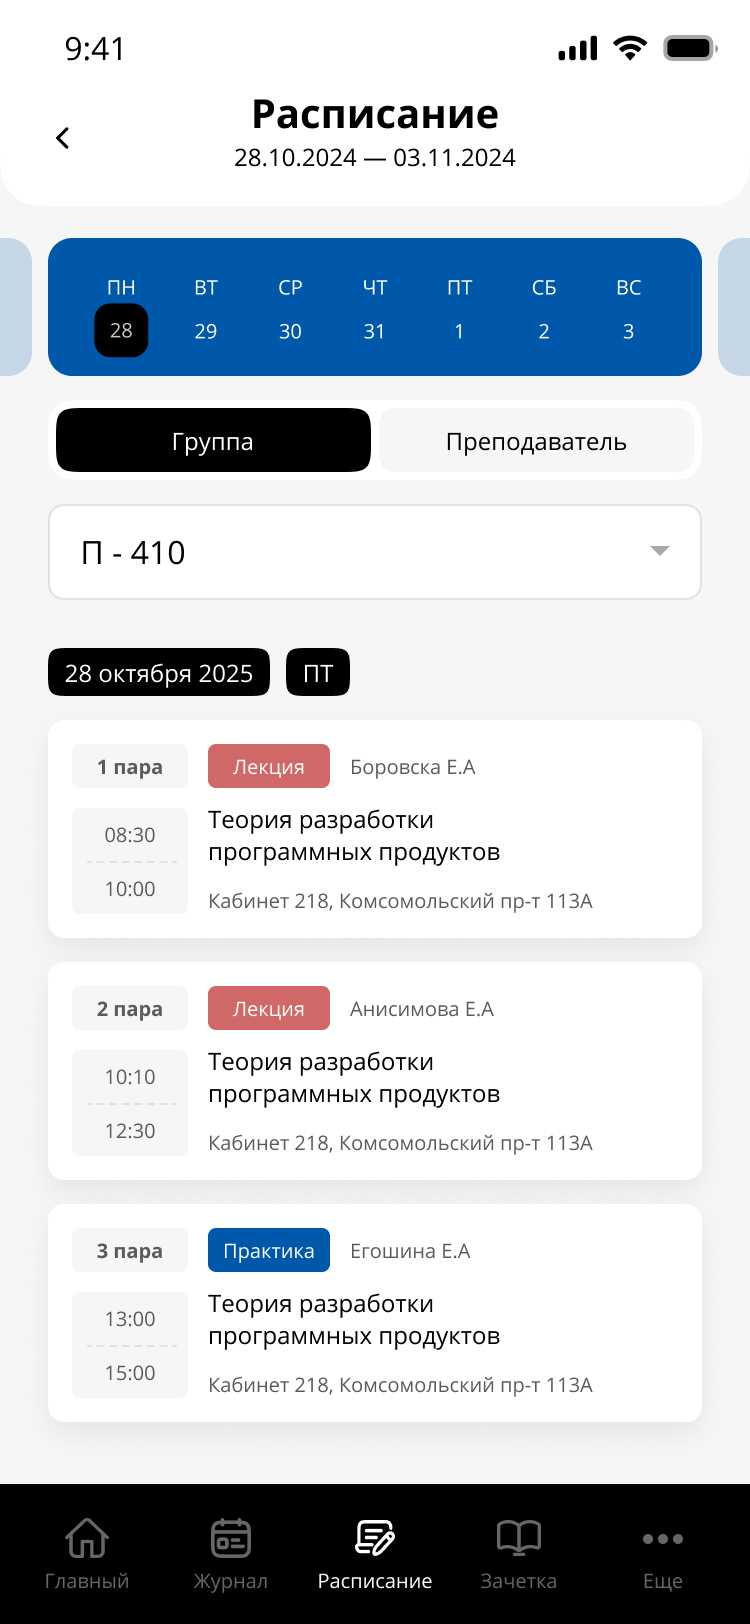 9:41
Расписание
28.10.2024 — 03.11.2024
ПН ВТ СР ЧТ ПТ СБ ВС
28 29 30 31 1 2 3
Группа Преподаватель
П - 410
28 октября 2025 ПТ
1 пара Лекция Боровска Е.А
08:30
10:00
Теория разработки
программных продуктов
Кабинет 218, Комсомольский пр-т 113А
2 пара Лекция Анисимова Е.А
10:10
12:30
Теория разработки
программных продуктов
Кабинет 218, Комсомольский пр-т 113А
3 пара Практика Егошина Е.А
13:00
15:00
Теория разработки
программных продуктов
Кабинет 218, Комсомольский пр-т 113А
Главный Журнал Расписание Зачетка Еще